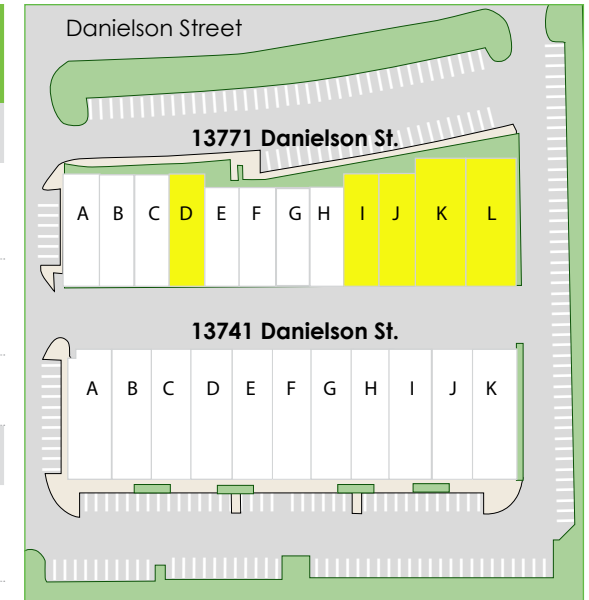 Danielson Street
13771 Danielson St.
A B C D E F G H I J K L
13741 Danielson St.
A B C D E F G H I J K